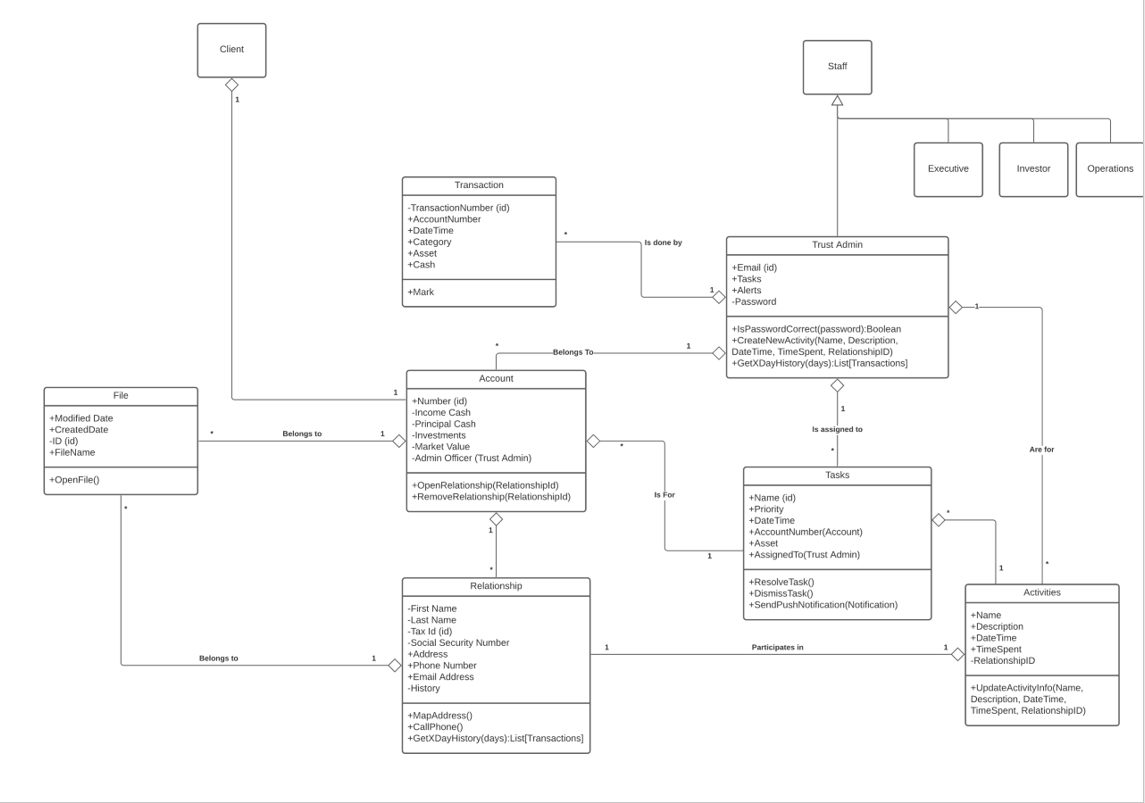 Client
1
Staff
Executive
Investor
Operations
Transaction
-TransactionNumber (id)
+AccountNumber
+DateTime
+Category
+Asset
+Cash
+Mark
*
Is done by
1
Trust Admin
+Email (id)
+Tasks
+Alerts
-Password
+IsPasswordCorrect(password):Boolean
+CreateNewActivity(Name, Description,
DateTime, TimeSpent, RelationshipID)
+GetXDayHistory(days):List[Transactions]
1
*
Belongs To
1
1
Account
+Number (id)
-Income Cash
-Principal Cash
-Investments
-Market Value
-Admin Officer (Trust Admin)
+OpenRelationship(RelationshipId)
+RemoveRelationship(RelationshipId)
File
+Modified Date
+CreatedDate
-ID (id)
+FileName
+OpenFile()
*
Belongs to
1
*
Is For
1
1
Is assigned to
*
Are for
*
Tasks
+Name (id)
+Priority
+DateTime
+AccountNumber(Account)
+Asset
+AssignedTo(Trust Admin)
+ResolveTask()
+DismissTask()
+SendPushNotification(Notification)
*
1
*
1
*
Relationship
-First Name
-Last Name
-Tax Id (id)
-Social Security Number
+Address
+Phone Number
+Email Address
-History
+MapAddress()
+CallPhone()
+GetXDayHistory(days):List[Transactions]
Belongs to
1
1
Participates in
1
Activities
+Name
+Description
+DateTime
+TimeSpent
-RelationshipID
+UpdateActivityInfo(Name,
Description, DateTime,
TimeSpent, RelationshipID)